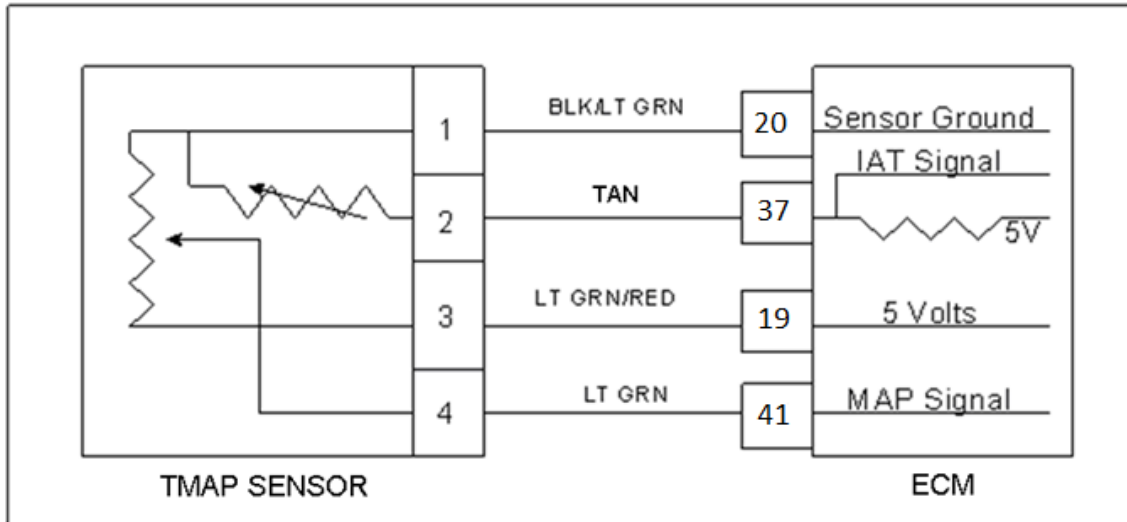 1 BLK/LT GRN 20 Sensor Ground
IAT Signal
2 TAN 37
5V
3 LT GRN/RED 19 5 Volts
4 LT GRN 41 MAP Signal
TMAP SENSOR ECM